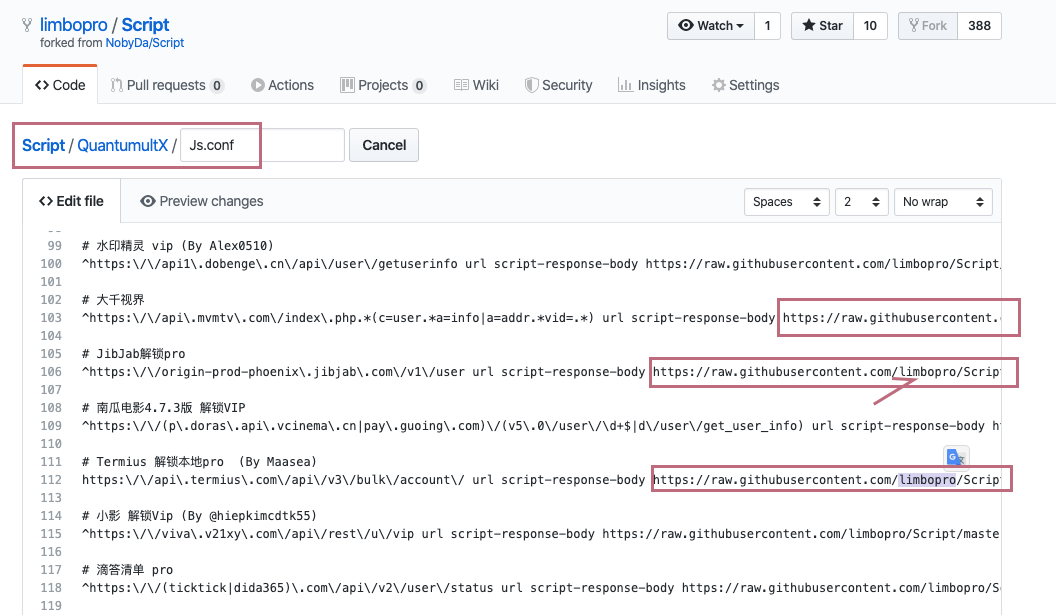 limbopro / Script
forked from NobyDa/Script
Watch 1 Star 10 Fork 388
Code Pull requests 0 Actions Projects 0 Wiki Security Insights Settings
Script / QuantumultX / Js.conf Cancel
<> Edit file Preview changes Spaces 2 No wrap
99 # 水印精灵 vip (By Alex0510)
100 ^https:\/\/api1\.dobenge\.cn\/api\/user\/getuserinfo url script-response-body https://raw.githubusercontent.com/limbopro/Script/
101
102 # 大千视界
103 ^https:\/\/api\.mvmtv\.com\/index\.php.*(c=user.*a=info|a=addr.*vid=.*) url script-response-body https://raw.githubusercontent.c
104
105 # JibJab解锁pro
106 ^https:\/\/origin-prod-phoenix\.jibjab\.com\/v1\/user url script-response-body https://raw.githubusercontent.com/limbopro/Script
107
108 # 南瓜电影4.7.3版 解锁VIP
109 ^https:\/\/(p\.doras\.api\.vcinema\.cn|pay\.guoing\.com)\/(v5\.0\/user\/\d+$|d\/user\/get_user_info) url script-response-body h
110
111 # Termius 解锁本地pro (By Maasea)
112 https:\/\/api\.termius\.com\/api\/v3\/bulk\/account\/ url script-response-body https://raw.githubusercontent.com/limbopro/Script
113
114 # 小影 解锁Vip (By @hiepkimcdtk55)
115 ^https:\/\/viva\.v21xy\.com\/api\/rest\/u\/vip url script-response-body https://raw.githubusercontent.com/limbopro/Script/master
116
117 # 滴答清单 pro
118 ^https:\/\/(ticktick|dida365)\.com\/api\/v2\/user\/status url script-response-body https://raw.githubusercontent.com/limbopro/S
119